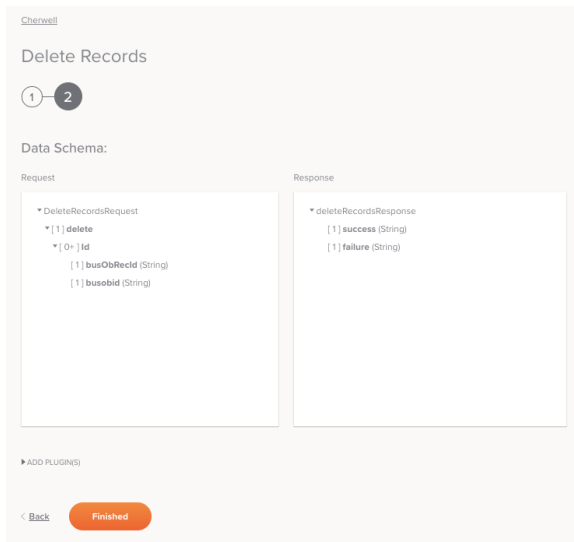 Cherwell
Delete Records
1 2
Data Schema:
Request
DeleteRecordsRequest
[ 1 ] delete
[ 0+ ] Id
[ 1 ] busObRecId (String)
[ 1 ] busobid (String)
Response
deleteRecordsResponse
[ 1 ] success (String)
[ 1 ] failure (String)
ADD PLUGIN(S)
< Back
Finished